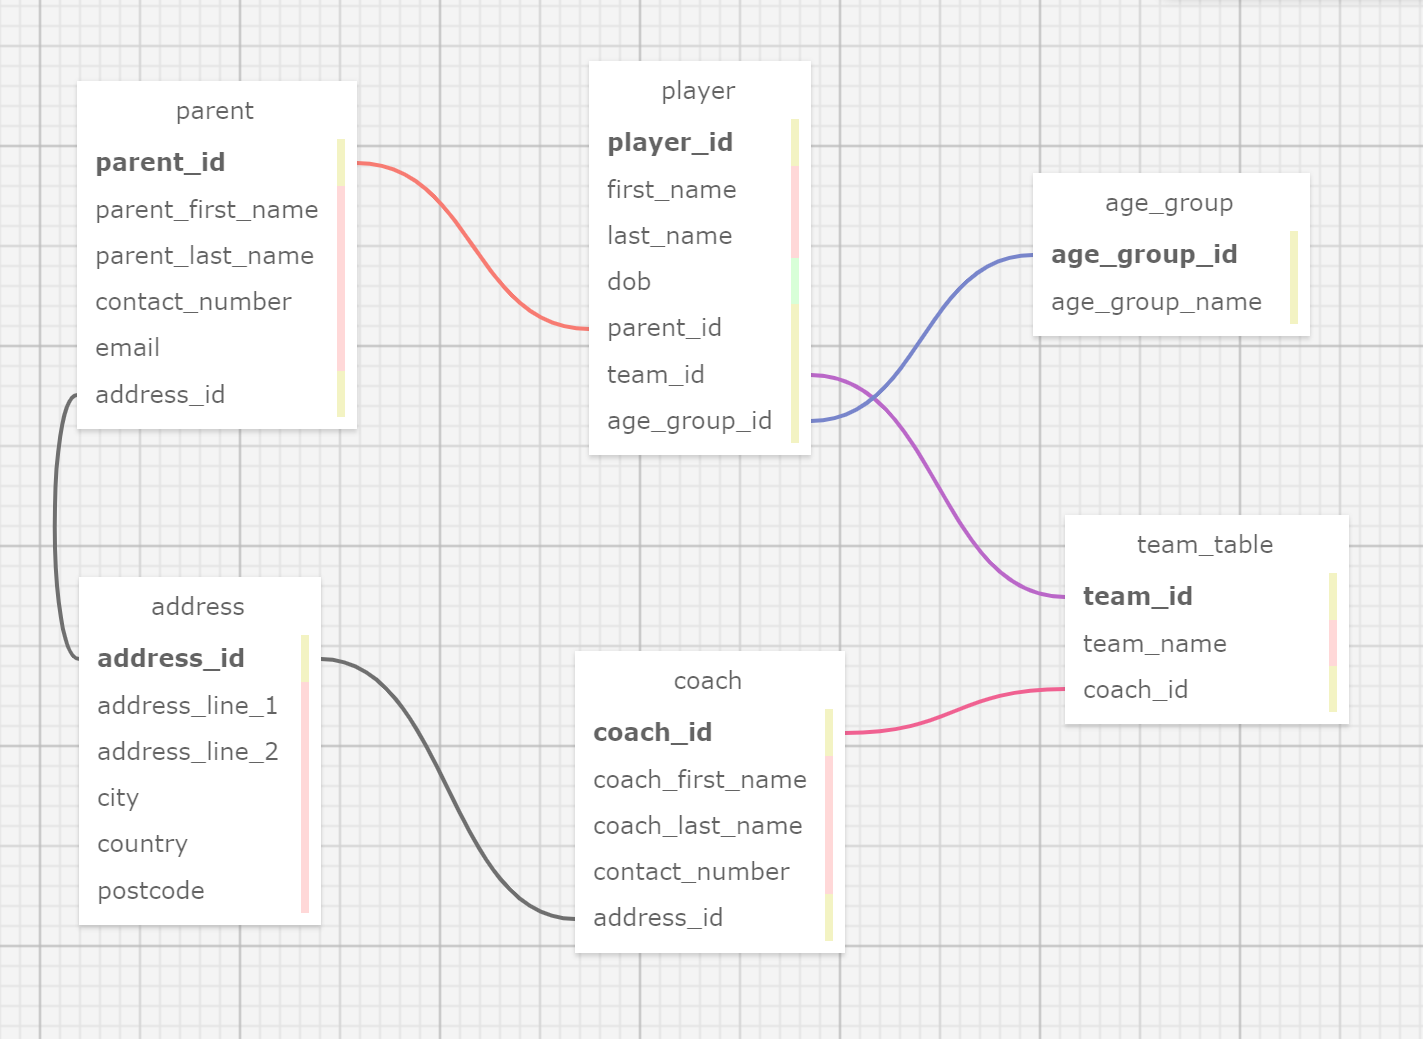 parent
parent_id
parent_first_name
parent_last_name
contact_number
email
address_id
player
player_id
first_name
last_name
dob
parent_id
team_id
age_group_id
age_group
age_group_id
age_group_name
team_table
team_id
team_name
coach_id
address
address_id
address_line_1
address_line_2
city
country
postcode
coach
coach_id
coach_first_name
coach_last_name
contact_number
address_id